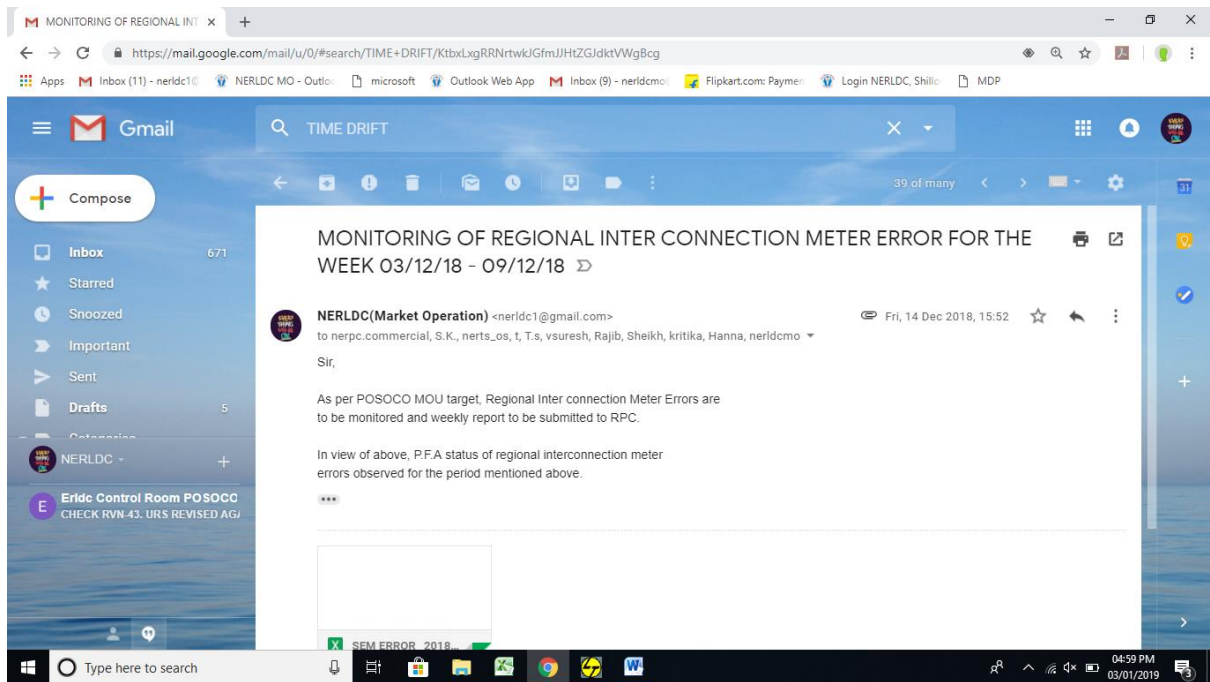 MONITORING OF REGIONAL INT
https://mail.google.com/mail/u/0/#search/TIME+DRIFT/KtbxLxgRRNrtwkJGfmJJHtZGJdktVWgBcg
Apps Inbox (11) - nerldc1@ NERLDC MO - Outloo microsoft Outlook Web App Inbox (9) - nerldcmo Flipkart.com: Paymen Login NERLDC, Shillo MDP
Gmail
TIME DRIFT
39 of many
Compose
31
MONITORING OF REGIONAL INTER CONNECTION METER ERROR FOR THE
WEEK 03/12/18 - 09/12/18
Inbox 671
Starred
Snoozed
Important
Sent
Drafts 5
Categories
NERLDC
Erldc Control Room POSOCO
CHECK RVN-43. URS REVISED AG
NERLDC(Market Operation) <nerldc1@gmail.com> Fri, 14 Dec 2018, 15:52
to nerpc.commercial, S.K., nerts_os, t, T.s, vsuresh, Rajib, Sheikh, kritika, Hanna, nerldcmo
Sir,
As per POSOCO MOU target, Regional Inter connection Meter Errors are
to be monitored and weekly report to be submitted to RPC.
In view of above, P.F.A status of regional interconnection meter
errors observed for the period mentioned above.
SEM ERROR_2018...
Type here to search
04:59 PM
03/01/2019
3